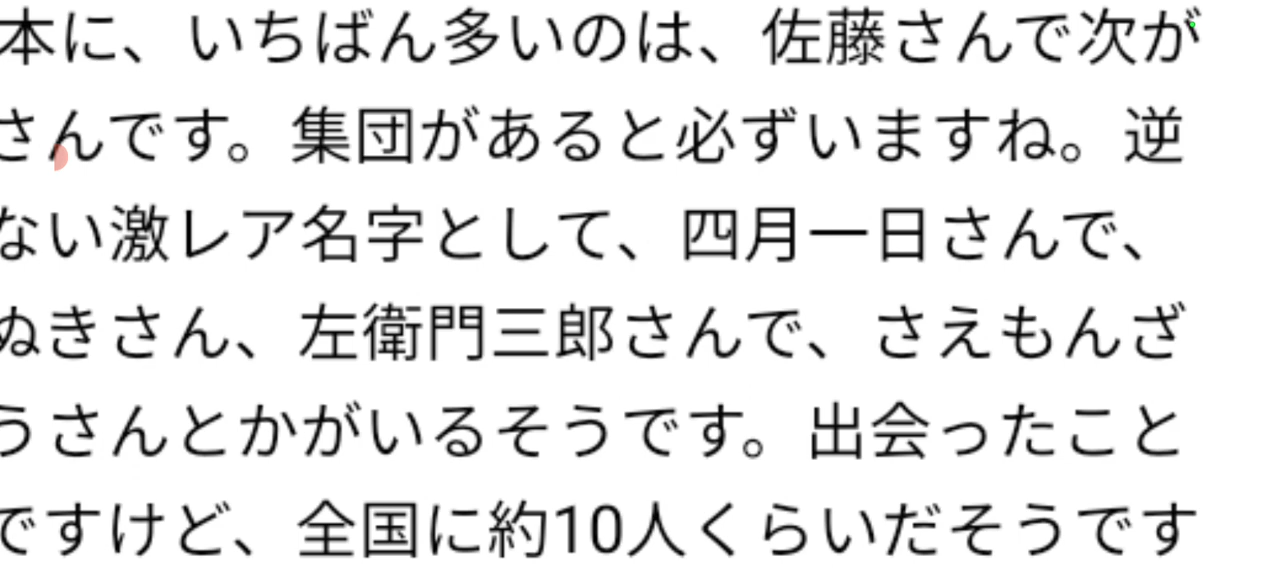 本に、いちばん多いのは、佐藤さんで次が
さんです。集団があると必ずいますね。逆
ない激レア名字として、四月一日さんで、
ぬきさん、左衛門三郎さんで、さえもんざ
うさんとかがいるそうです。出会ったこと
ですけど、全国に約10人くらいだそうです